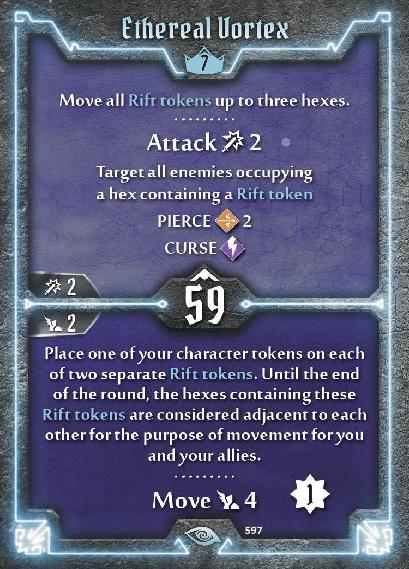 Ethereal Vortex
7
Move all Rift tokens up to three hexes.
Attack 2
Target all enemies occupying
a hex containing a Rift token
PIERCE 2
CURSE
2
59
2
Place one of your character tokens on each
of two separate Rift tokens. Until the end
of the round, the hexes containing these
Rift tokens are considered adjacent to each
other for the purpose of movement for you
and your allies.
Move 4
1
597